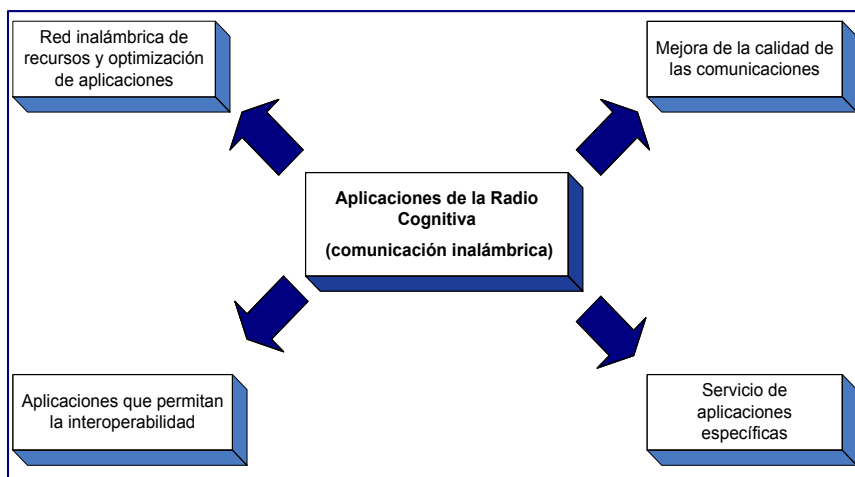 Red inalámbrica de
recursos y optimización
de aplicaciones
Mejora de la calidad de
las comunicaciones
Aplicaciones de la Radio
Cognitiva
(comunicación inalámbrica)
Aplicaciones que permitan
la interoperabilidad
Servicio de
aplicaciones
específicas